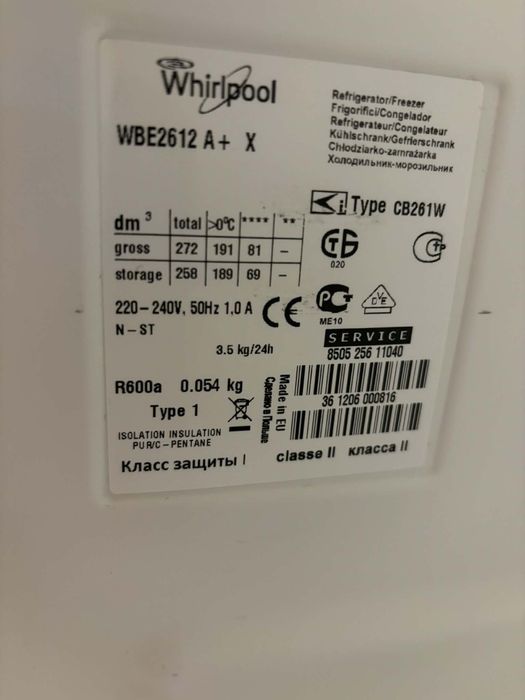 Whirlpool
WBE2612 A+ X
Refrigerator/Freezer
Frigorifici/Congelador
Refrigerateur/Congelateur
Kühlschrank/Gefrierschrank
Chłodziarko-zamrażarka
Холодильник-морозильник
Type CB261W
dm³ total >0°C **** **
gross 272 191 81 –
storage 258 189 69 –
020
220-240V, 50Hz 1,0 A
N-ST
CE
ME10
3.5 kg/24h
SERVICE
8505 256 11040
R600a 0.054 kg
Type 1
Made in EU
Сделано в Польше
36 1206 000816
ISOLATION INSULATION
PUR/C-PENTANE
Класс защиты I
classe II класса II